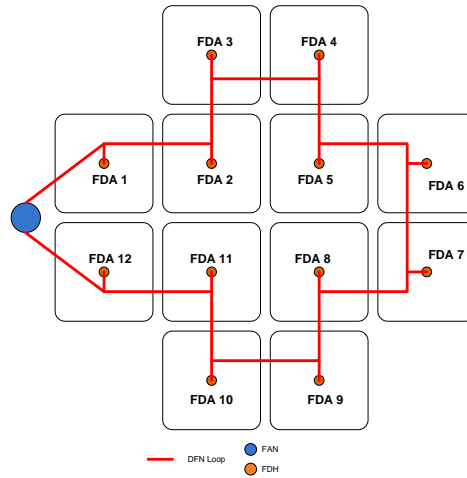 FDA 3
FDA 4
FDA 1
FDA 2
FDA 5
FDA 6
FDA 12
FDA 11
FDA 8
FDA 7
FDA 10
FDA 9
DFN Loop
FAN
FDH